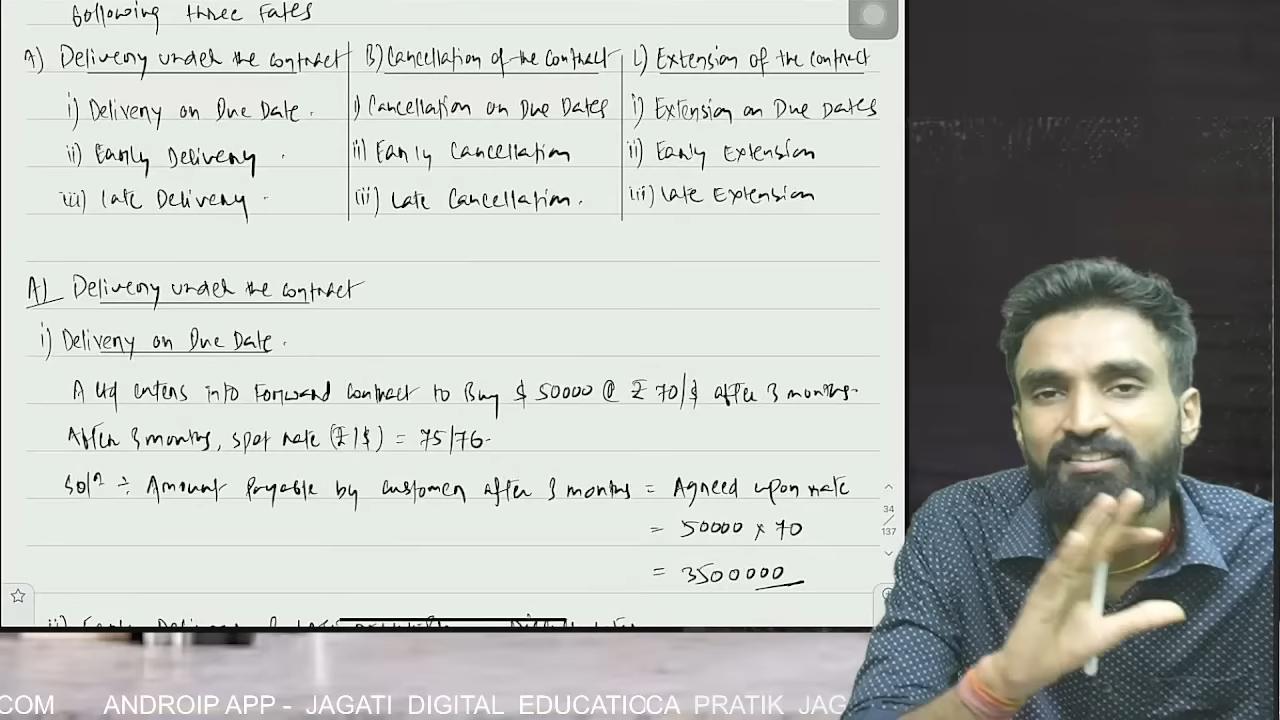 following three Fates
A) Delivery under the contract
i) Delivery on Due Date.
ii) Early Delivery.
iii) Late Delivery.
B) Cancellation of the contract
i) Cancellation on Due Dates
ii) Early Cancellation
iii) Late Cancellation.
C) Extension of the contract
i) Extension on Due Dates
ii) Early Extension
iii) Late Extension
A) Delivery under the contract
i) Delivery on Due Date.
A Ltd enters into Forward contract to Buy $ 50000 @ ₹ 70/$ after 3 months.
After 3 months, spot rate (₹/$) = 75/76.
Solⁿ ÷ Amount Payable by customer after 3 months = Agreed upon rate
= 50000 x 70
= 3500000
34
137
ii) Early Delivery
COM ANDROIP APP - JAGATI DIGITAL EDUCATIOCA PRATIK JAG